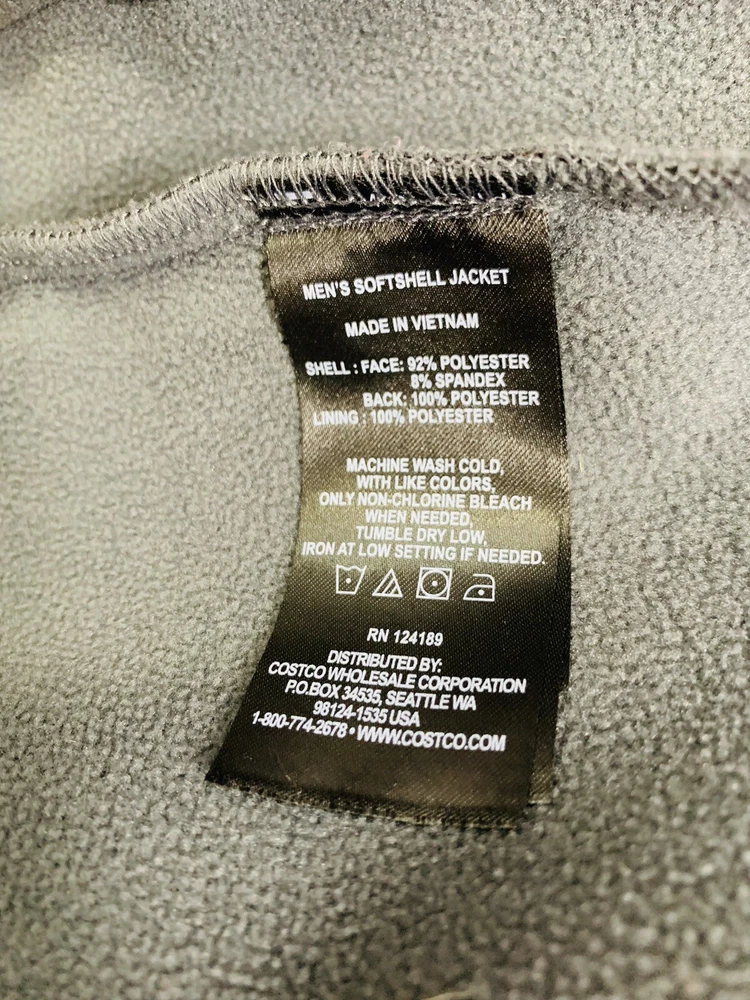 MEN'S SOFTSHELL JACKET
MADE IN VIETNAM
SHELL : FACE: 92% POLYESTER
8% SPANDEX
BACK: 100% POLYESTER
LINING : 100% POLYESTER
MACHINE WASH COLD,
WITH LIKE COLORS,
ONLY NON-CHLORINE BLEACH
WHEN NEEDED,
TUMBLE DRY LOW,
IRON AT LOW SETTING IF NEEDED.
RN 124189
DISTRIBUTED BY:
COSTCO WHOLESALE CORPORATION
P.O.BOX 34535, SEATTLE WA
98124-1535 USA
1-800-774-2678 • WWW.COSTCO.COM